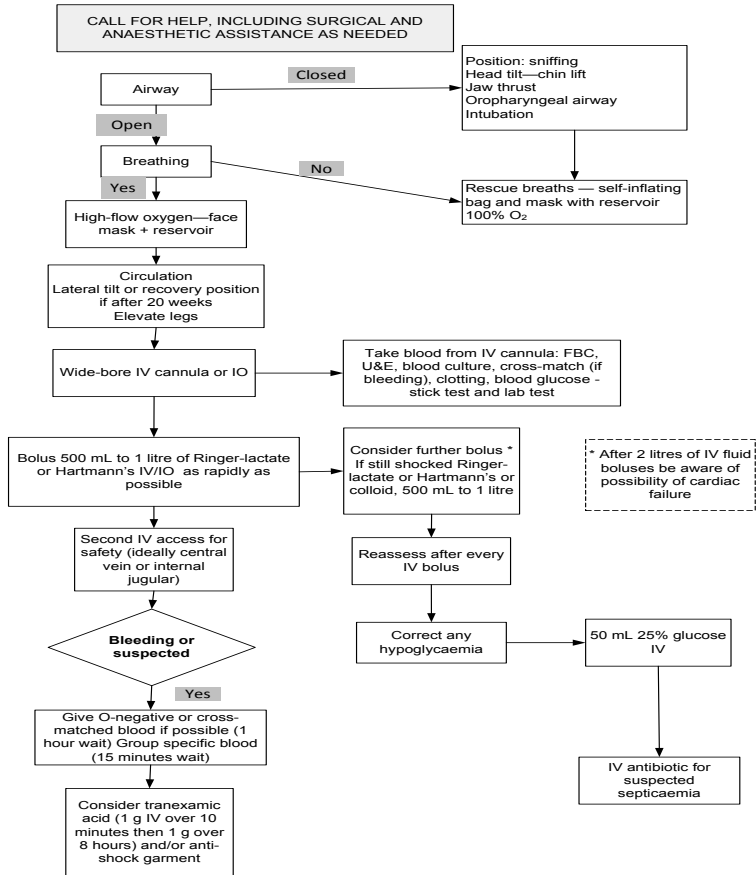 CALL FOR HELP, INCLUDING SURGICAL AND
ANAESTHETIC ASSISTANCE AS NEEDED
Airway
Closed
Position: sniffing
Head tilt—chin lift
Jaw thrust
Oropharyngeal airway
Intubation
Open
Breathing
No
Rescue breaths — self-inflating
bag and mask with reservoir
100% O₂
Yes
High-flow oxygen—face
mask + reservoir
Circulation
Lateral tilt or recovery position
if after 20 weeks
Elevate legs
Wide-bore IV cannula or IO
Take blood from IV cannula: FBC,
U&E, blood culture, cross-match (if
bleeding), clotting, blood glucose -
stick test and lab test
Bolus 500 mL to 1 litre of Ringer-lactate
or Hartmann's IV/IO as rapidly as
possible
Consider further bolus *
If still shocked Ringer-
lactate or Hartmann's or
colloid, 500 mL to 1 litre
* After 2 litres of IV fluid
boluses be aware of
possibility of cardiac
failure
Second IV access for
safety (ideally central
vein or internal
jugular)
Reassess after every
IV bolus
Correct any
hypoglycaemia
50 mL 25% glucose
IV
IV antibiotic for
suspected
septicaemia
Bleeding or
suspected
Yes
Give O-negative or cross-
matched blood if possible (1
hour wait) Group specific blood
(15 minutes wait)
Consider tranexamic
acid (1 g IV over 10
minutes then 1 g over
8 hours) and/or anti-
shock garment